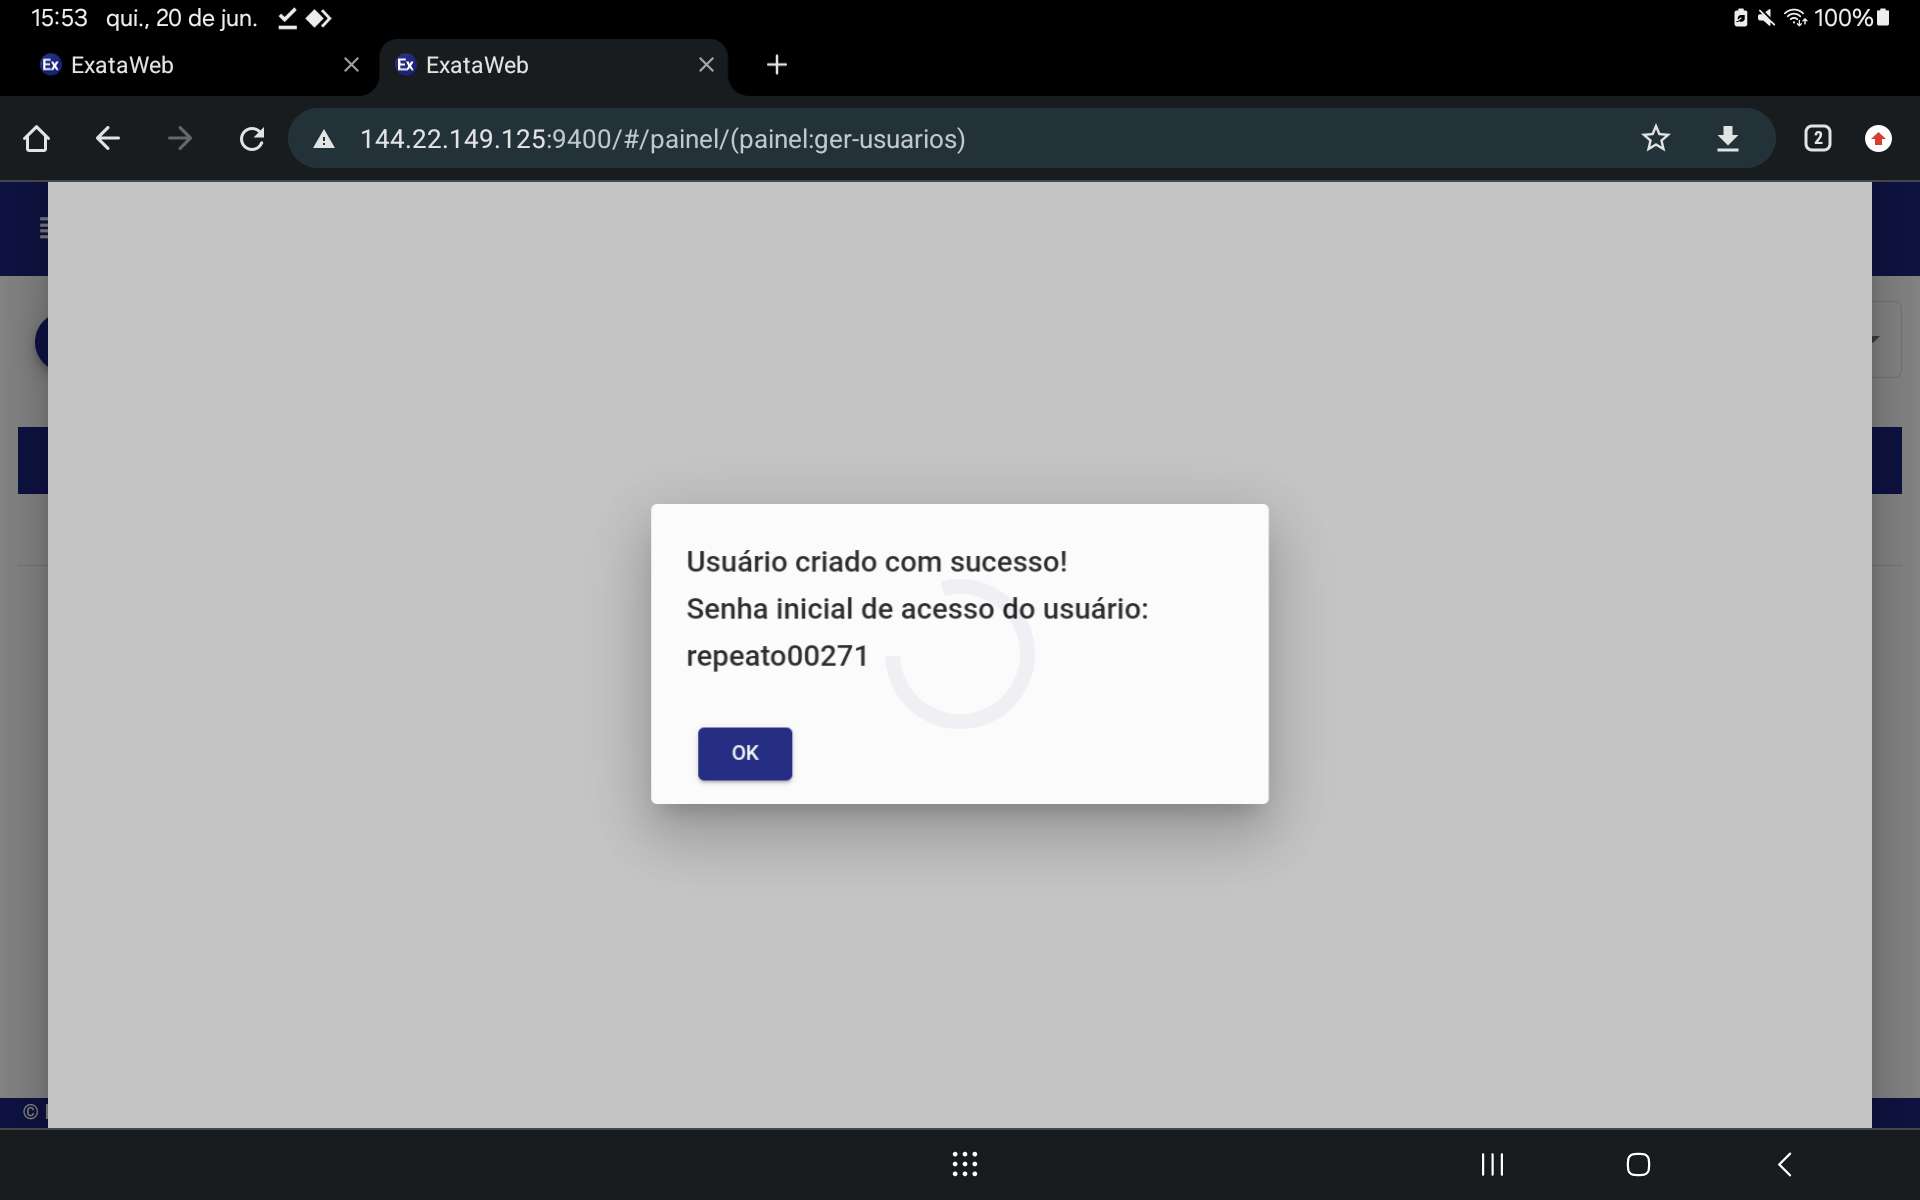 15:53 qui., 20 de jun. 100%
Ex ExataWeb Ex ExataWeb
144.22.149.125:9400/#/painel/(painel:ger-usuarios) 2
Usuário criado com sucesso!
Senha inicial de acesso do usuário:
repeato00271
OK
©